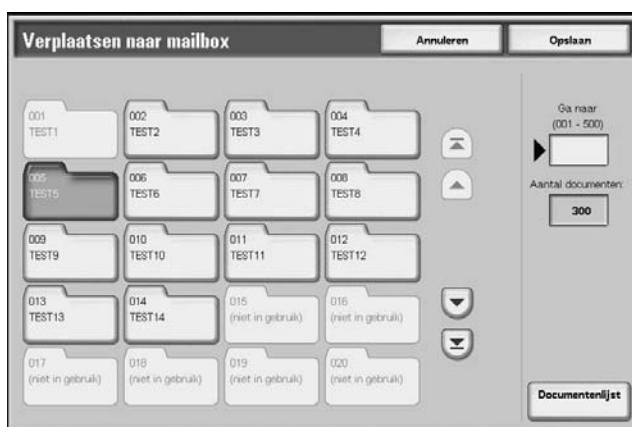 Verplaatsen naar mailbox
Annuleren
Opslaan
001
TEST1
002
TEST2
003
TEST3
004
TEST4
005
TEST5
006
TEST6
007
TEST7
008
TEST8
009
TEST9
010
TEST10
011
TEST11
012
TEST12
013
TEST13
014
TEST14
015
(niet in gebruik)
016
(niet in gebruik)
017
(niet in gebruik)
018
(niet in gebruik)
019
(niet in gebruik)
020
(niet in gebruik)
Ga naar
(001 - 500)
Aantal documenten:
300
Documentenlijst